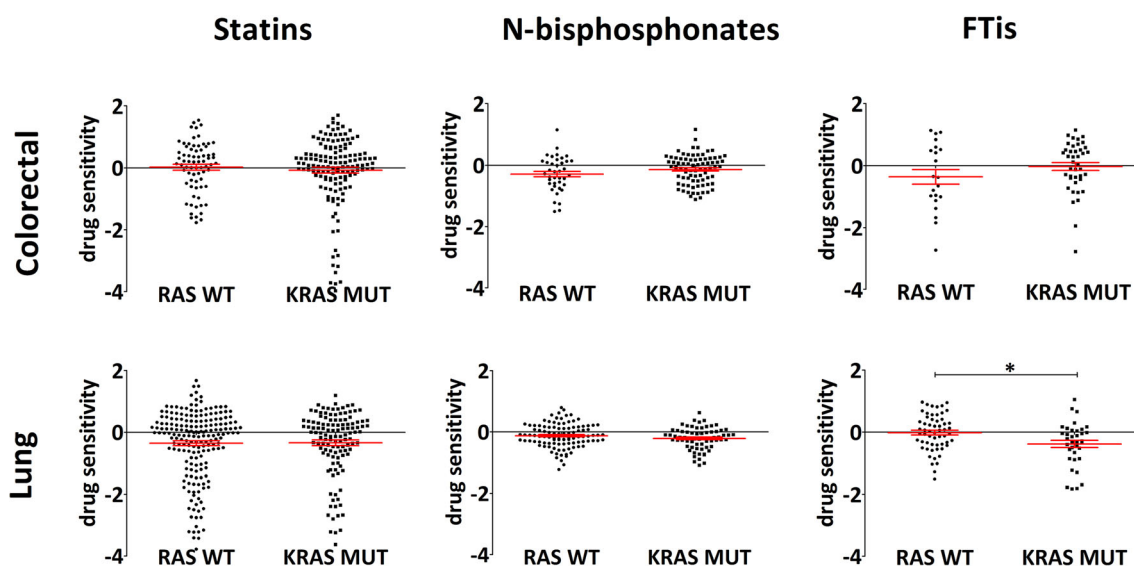 Statins N-bisphosphonates FTis
Colorectal
drug sensitivity
2
0
-2
-4
RAS WT KRAS MUT
drug sensitivity
2
0
-2
-4
RAS WT KRAS MUT
drug sensitivity
2
0
-2
-4
RAS WT KRAS MUT
Lung
drug sensitivity
2
0
-2
-4
RAS WT KRAS MUT
drug sensitivity
2
0
-2
-4
RAS WT KRAS MUT
drug sensitivity
2
0
-2
-4
*
RAS WT KRAS MUT